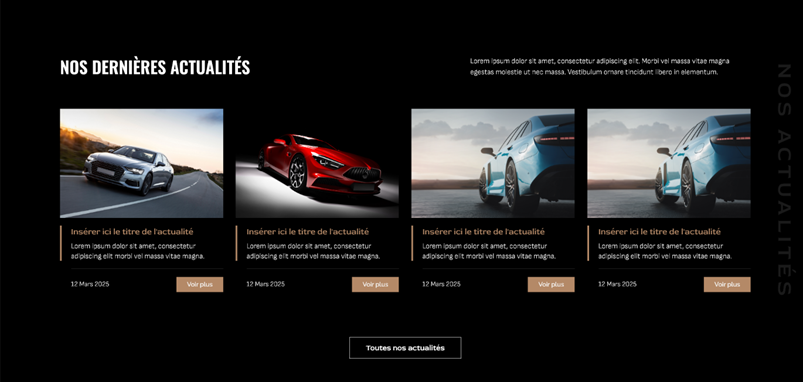 NOS DERNIÈRES ACTUALITÉS
Lorem ipsum dolor sit amet, consectetur adipiscing elit. Morbi vel massa vitae magna
egestas molestie ut nec massa. Vestibulum ornare tincidunt libero in elementum.
NOS ACTUALITÉS
Insérer ici le titre de l'actualité
Lorem ipsum dolor sit amet, consectetur
adipiscing elit morbi vel massa vitae magna.
12 Mars 2025
Voir plus
Insérer ici le titre de l'actualité
Lorem ipsum dolor sit amet, consectetur
adipiscing elit morbi vel massa vitae magna.
12 Mars 2025
Voir plus
Insérer ici le titre de l'actualité
Lorem ipsum dolor sit amet, consectetur
adipiscing elit morbi vel massa vitae magna.
12 Mars 2025
Voir plus
Insérer ici le titre de l'actualité
Lorem ipsum dolor sit amet, consectetur
adipiscing elit morbi vel massa vitae magna.
12 Mars 2025
Voir plus
Toutes nos actualités